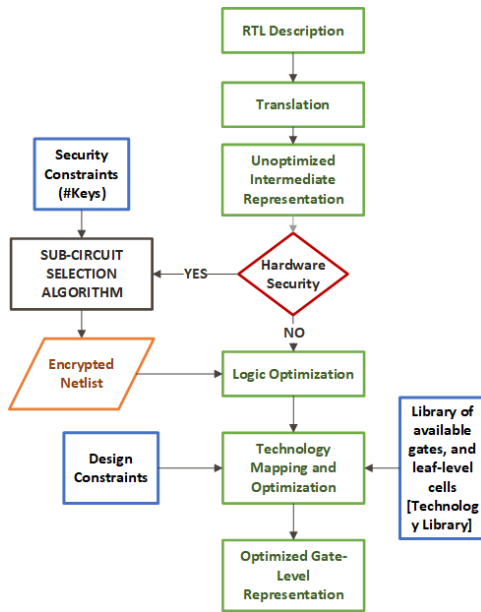 RTL Description
Translation
Security
Constraints
(#Keys)
Unoptimized
Intermediate
Representation
SUB-CIRCUIT
SELECTION
ALGORITHM
YES
Hardware
Security
NO
Encrypted
Netlist
Logic Optimization
Design
Constraints
Technology
Mapping and
Optimization
Library of
available
gates, and
leaf-level
cells
[Technolog
y Library]
Optimized Gate-
Level
Representation